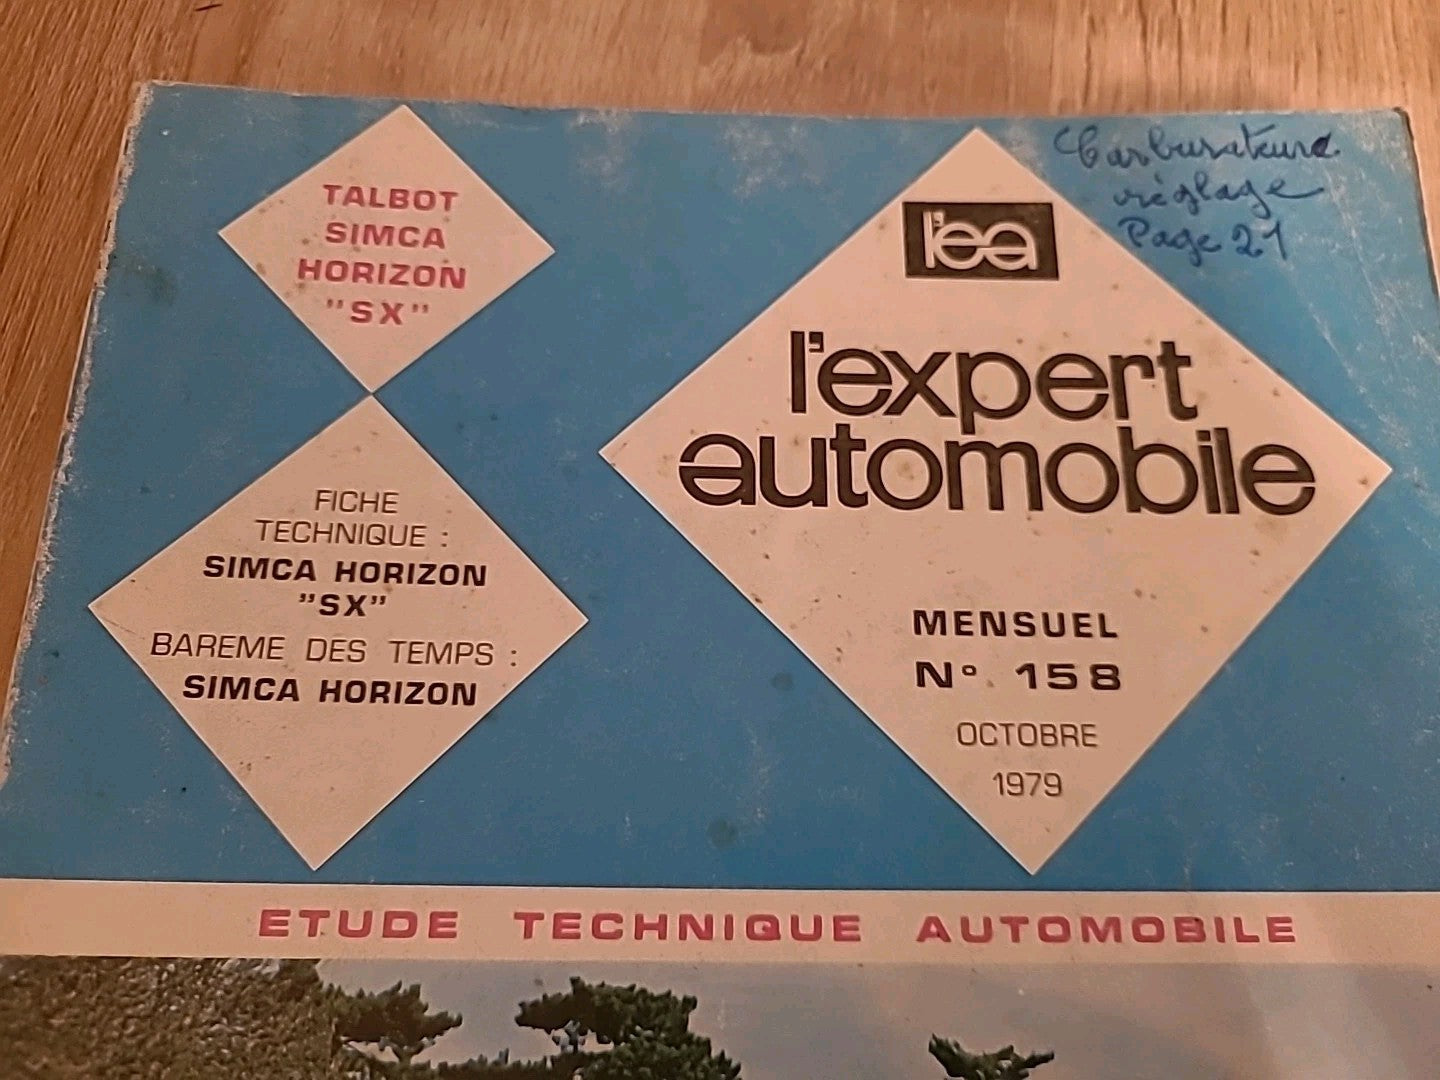 TALBOT
SIMCA
HORIZON
"SX"
FICHE
TECHNIQUE :
SIMCA HORIZON
"SX"
BAREME DES TEMPS :
SIMCA HORIZON
Carburateurs
réglage
Page 21
l'ea
l'expert
automobile
MENSUEL
N° 158
OCTOBRE
1979
ETUDE TECHNIQUE AUTOMOBILE